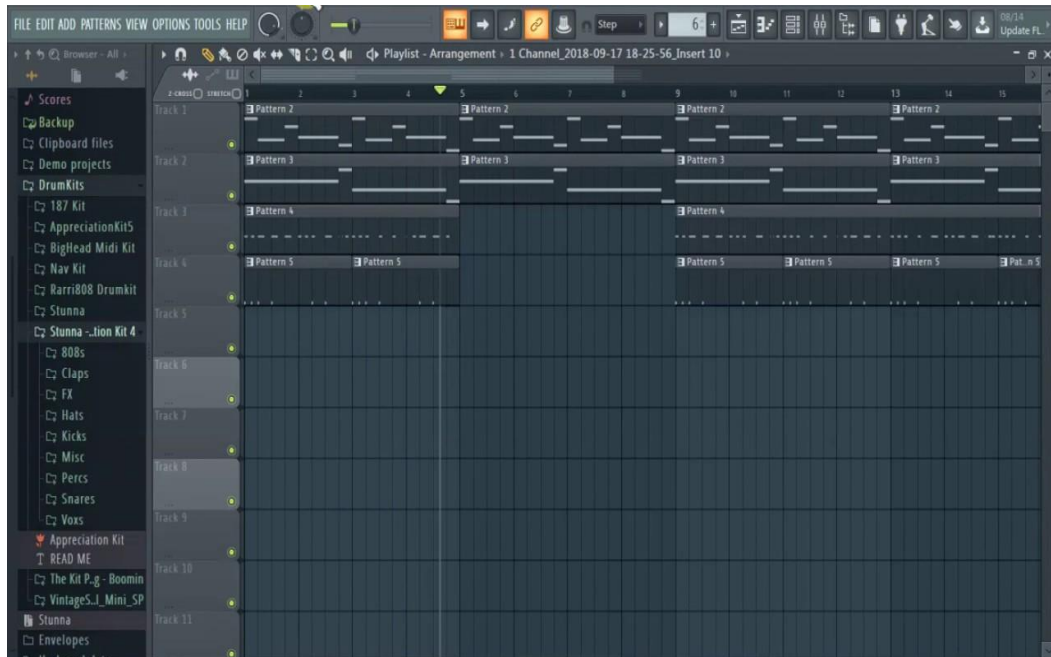 FILE EDIT ADD PATTERNS VIEW OPTIONS TOOLS HELP
Step
6
08/14
Update FL..
Browser - All
Playlist - Arrangement › 1 Channel_2018-09-17 18-25-56_Insert 10
Z-CROSS STRETCH
1 2 3 4 5 6 7 8 9 10 11 12 13 14 15
Scores
Backup
Clipboard files
Demo projects
DrumKits
187 Kit
AppreciationKit5
BigHead Midi Kit
Nav Kit
Rarri808 Drumkit
Stunna
Stunna -..tion Kit 4
808s
Claps
FX
Hats
Kicks
Misc
Percs
Snares
Voxs
Appreciation Kit
READ ME
The Kit P..g - Boomin
VintageS..l_Mini_SP
Stunna
Envelopes
Track 1
Pattern 2 Pattern 2 Pattern 2 Pattern 2
Track 2
Pattern 3 Pattern 3 Pattern 3 Pattern 3
Track 3
Pattern 4 Pattern 4
Track 4
Pattern 5 Pattern 5 Pattern 5 Pattern 5 Pattern 5 Pat..n 5
Track 5
Track 6
Track 7
Track 8
Track 9
Track 10
Track 11